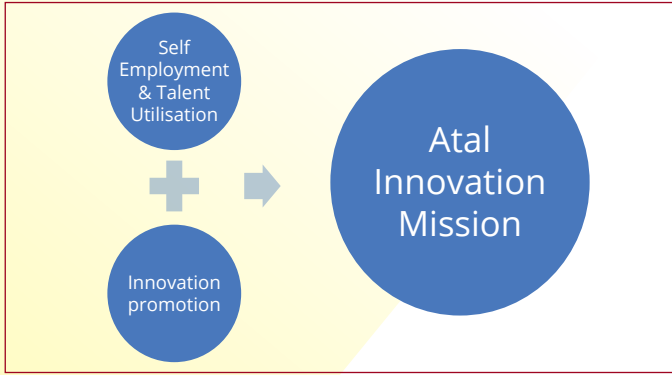 Self
Employment
& Talent
Utilisation
Innovation
promotion
Atal
Innovation
Mission